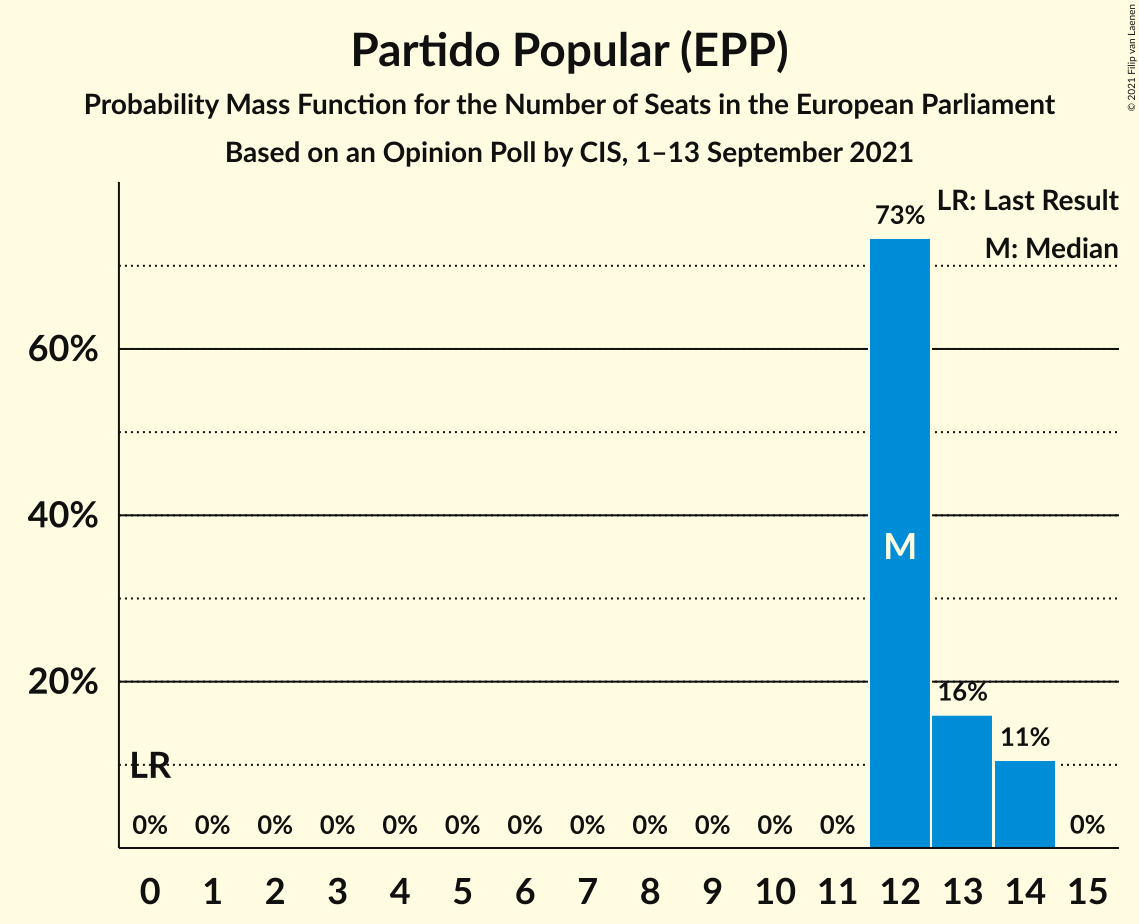 Partido Popular (EPP)
Probability Mass Function for the Number of Seats in the European Parliament
Based on an Opinion Poll by CIS, 1–13 September 2021
© 2021 Filip van Laenen
LR: Last Result
M: Median
73%
60%
40%
M
20%
16%
11%
LR
0% 0% 0% 0% 0% 0% 0% 0% 0% 0% 0% 0% 0%
0 1 2 3 4 5 6 7 8 9 10 11 12 13 14 15